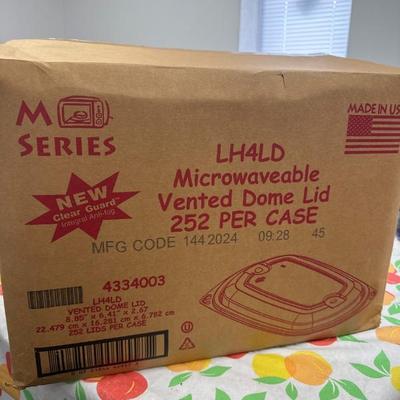 M
SERIES
MADE IN US
NEW
Clear Guard™
Integral Anti-fog
LH4LD
Microwaveable
Vented Dome Lid
252 PER CASE
MFG CODE 144 2024 09:28 45
4334003
LH4LD
VENTED DOME LID
8.85" x 6.41" x 2.67"
22.479 cm x 16.281 cm x 6.782 cm
252 LIDS PER CASE
U